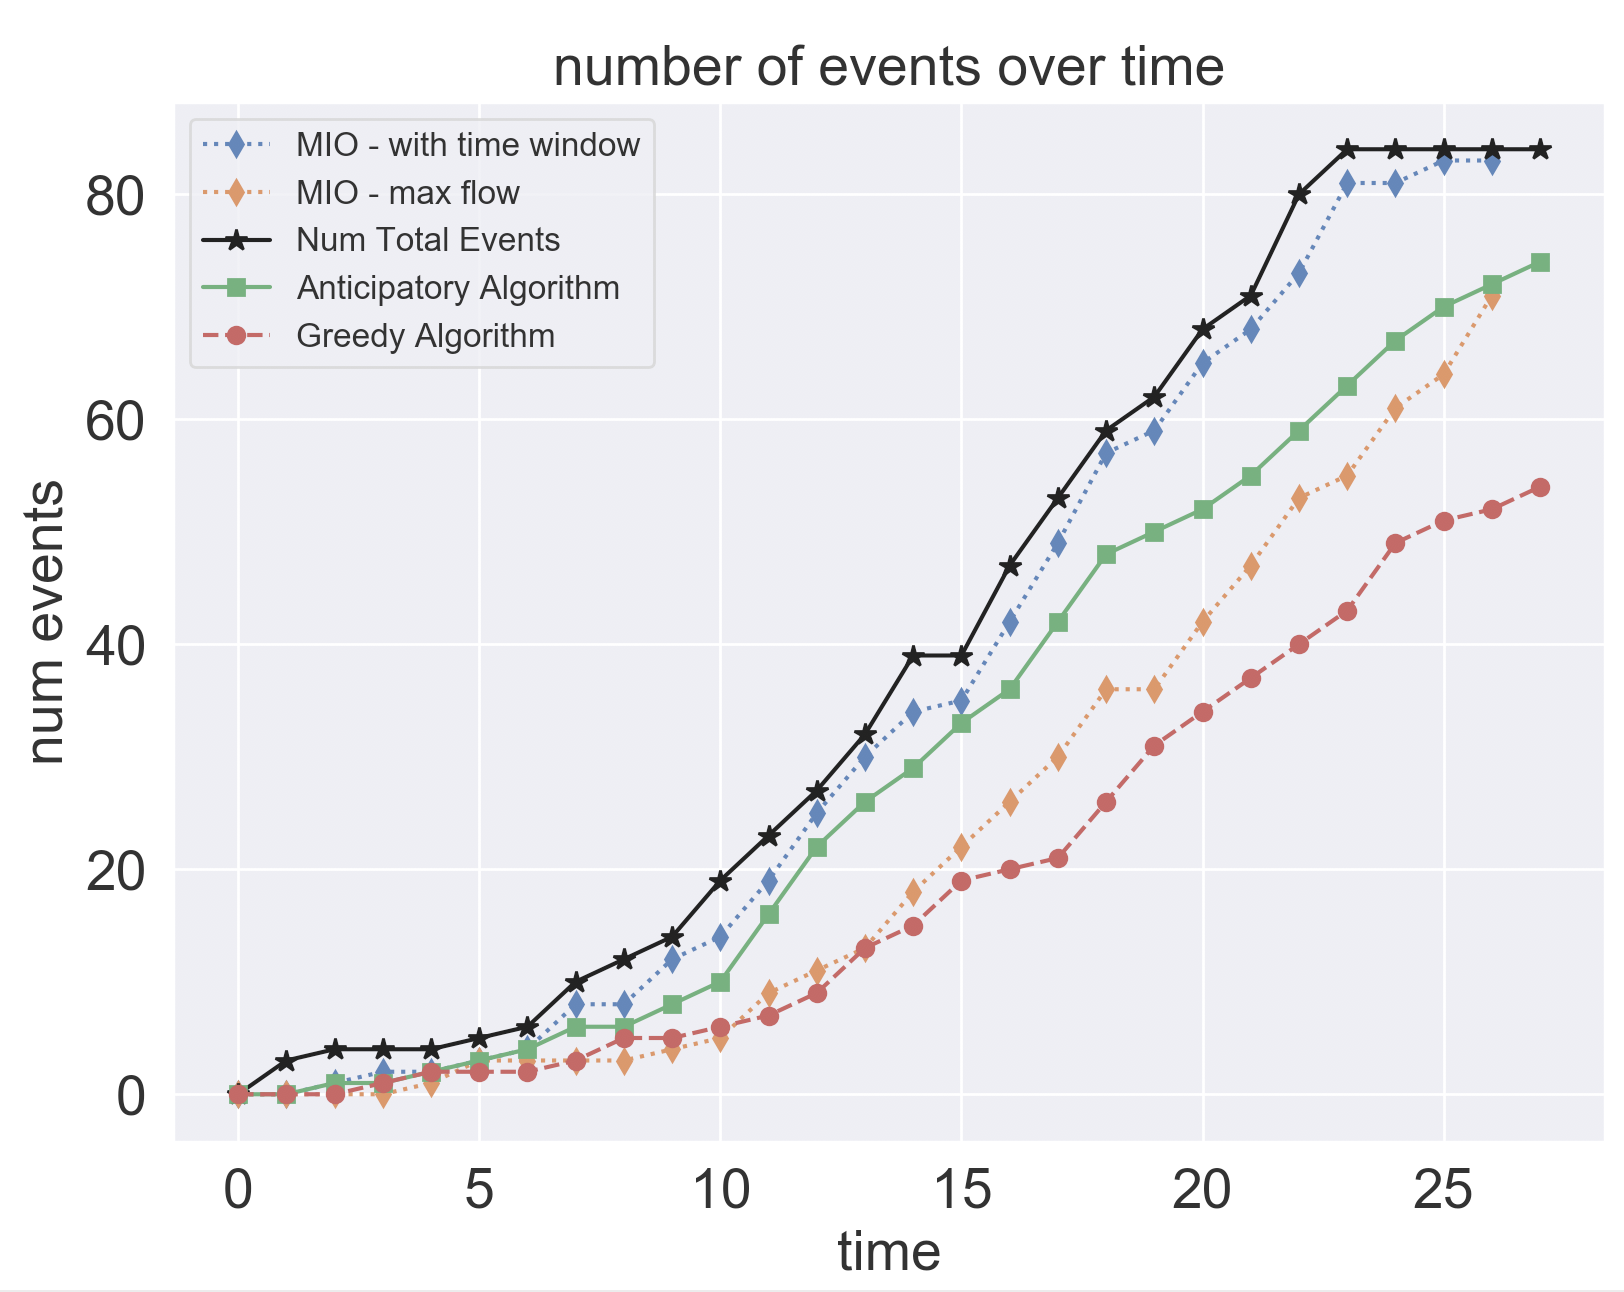 number of events over time
MIO - with time window
MIO - max flow
Num Total Events
Anticipatory Algorithm
Greedy Algorithm
num events
80
60
40
20
0
0 5 10 15 20 25
time